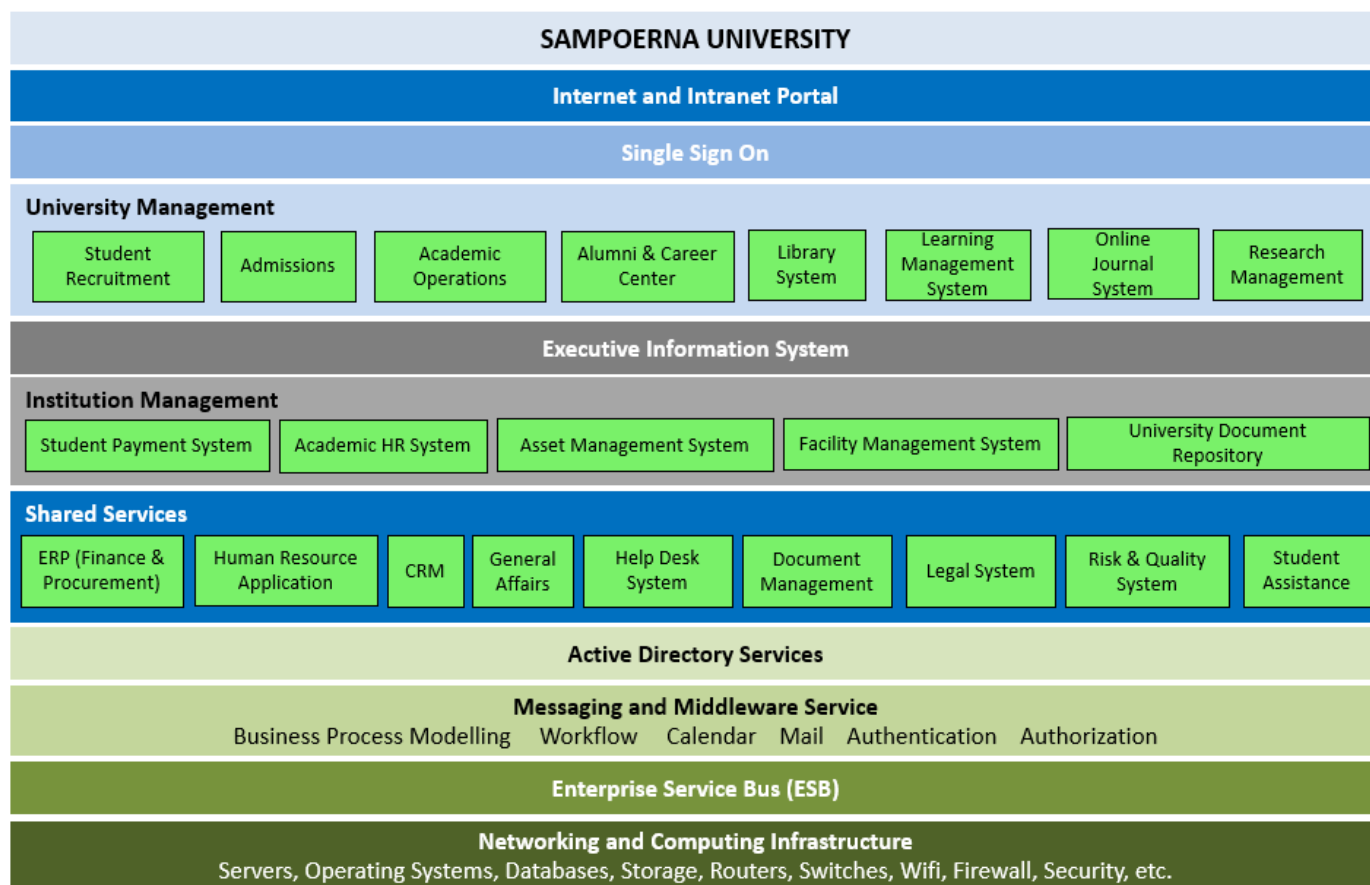 SAMPOERNA UNIVERSITY
Internet and Intranet Portal
Single Sign On
University Management
Student
Recruitment
Admissions
Academic
Operations
Alumni & Career
Center
Library
System
Learning
Management
System
Online
Journal
System
Research
Management
Executive Information System
Institution Management
Student Payment System
Academic HR System
Asset Management System
Facility Management System
University Document
Repository
Shared Services
ERP (Finance &
Procurement)
Human Resource
Application
CRM
General
Affairs
Help Desk
System
Document
Management
Legal System
Risk & Quality
System
Student
Assistance
Active Directory Services
Messaging and Middleware Service
Business Process Modelling Workflow Calendar Mail Authentication Authorization
Enterprise Service Bus (ESB)
Networking and Computing Infrastructure
Servers, Operating Systems, Databases, Storage, Routers, Switches, Wifi, Firewall, Security, etc.